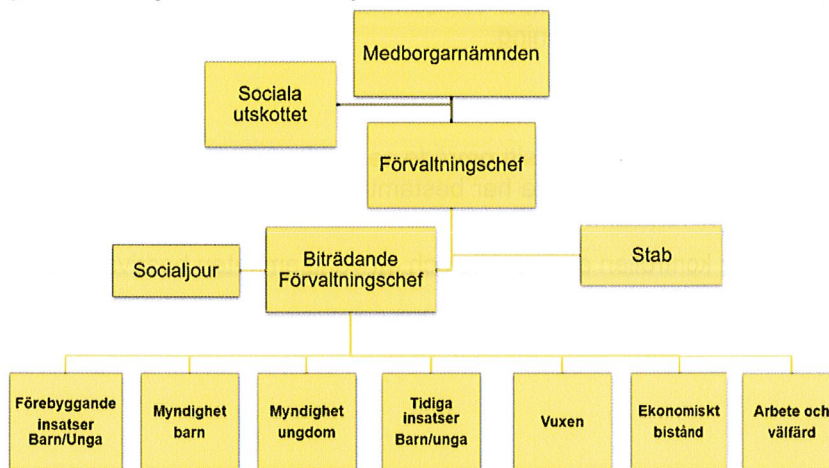 Medborgarnämnden
Sociala
utskottet
Förvaltningschef
Socialjour
Biträdande
Förvaltningschef
Stab
Förebyggande
insatser
Barn/Unga
Myndighet
barn
Myndighet
ungdom
Tidiga
insatser
Barn/unga
Vuxen
Ekonomiskt
bistånd
Arbete och
välfärd